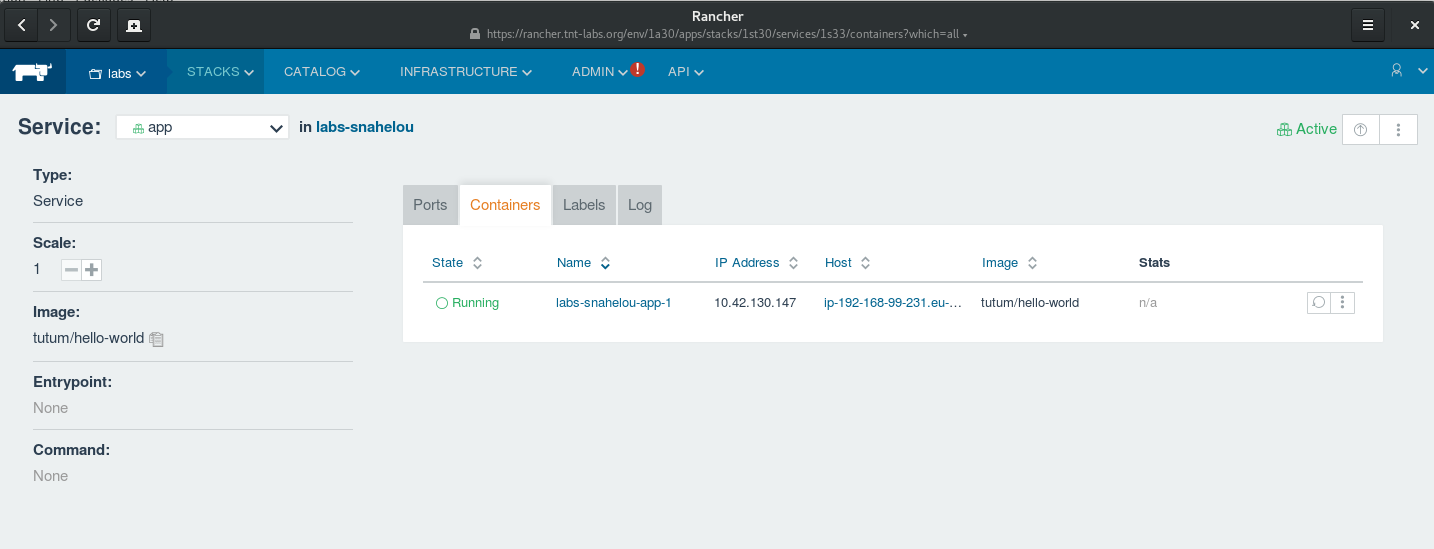 Rancher
https://rancher.tnt-labs.org/env/1a30/apps/stacks/1st30/services/1s33/containers?which=all
labs STACKS CATALOG INFRASTRUCTURE ADMIN ! API
Service: app in labs-snahelou Active
Type:
Service
Scale:
1
Image:
tutum/hello-world
Entrypoint:
None
Command:
None
Ports Containers Labels Log
State Name IP Address Host Image Stats
Running labs-snahelou-app-1 10.42.130.147 ip-192-168-99-231.eu-… tutum/hello-world n/a